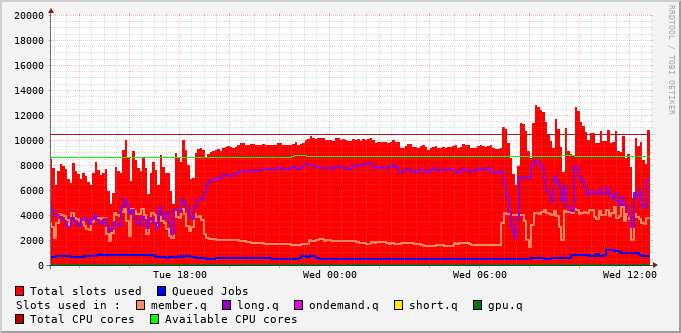 20000
18000
16000
14000
12000
10000
8000
6000
4000
2000
0
Tue 18:00 Wed 00:00 Wed 06:00 Wed 12:00
Total slots used Queued Jobs
Slots used in : member.q long.q ondemand.q short.q gpu.q
Total CPU cores Available CPU cores
RRDTOOL / TOBI OETIKER